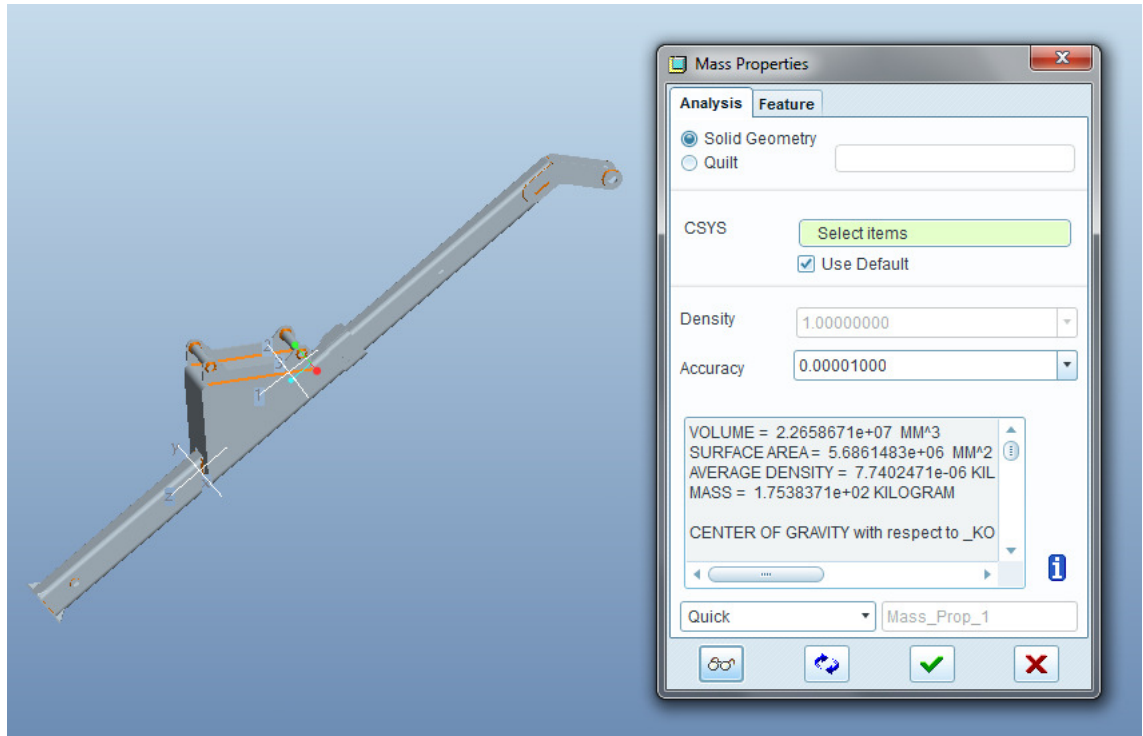 Mass Properties
Analysis Feature
Solid Geometry
Quilt
CSYS
Select items
Use Default
Density
1.00000000
Accuracy
0.00001000
VOLUME = 2.2658671e+07 MM^3
SURFACE AREA = 5.6861483e+06 MM^2
AVERAGE DENSITY = 7.7402471e-06 KIL
MASS = 1.7538371e+02 KILOGRAM
CENTER OF GRAVITY with respect to _KO
Quick
Mass_Prop_1